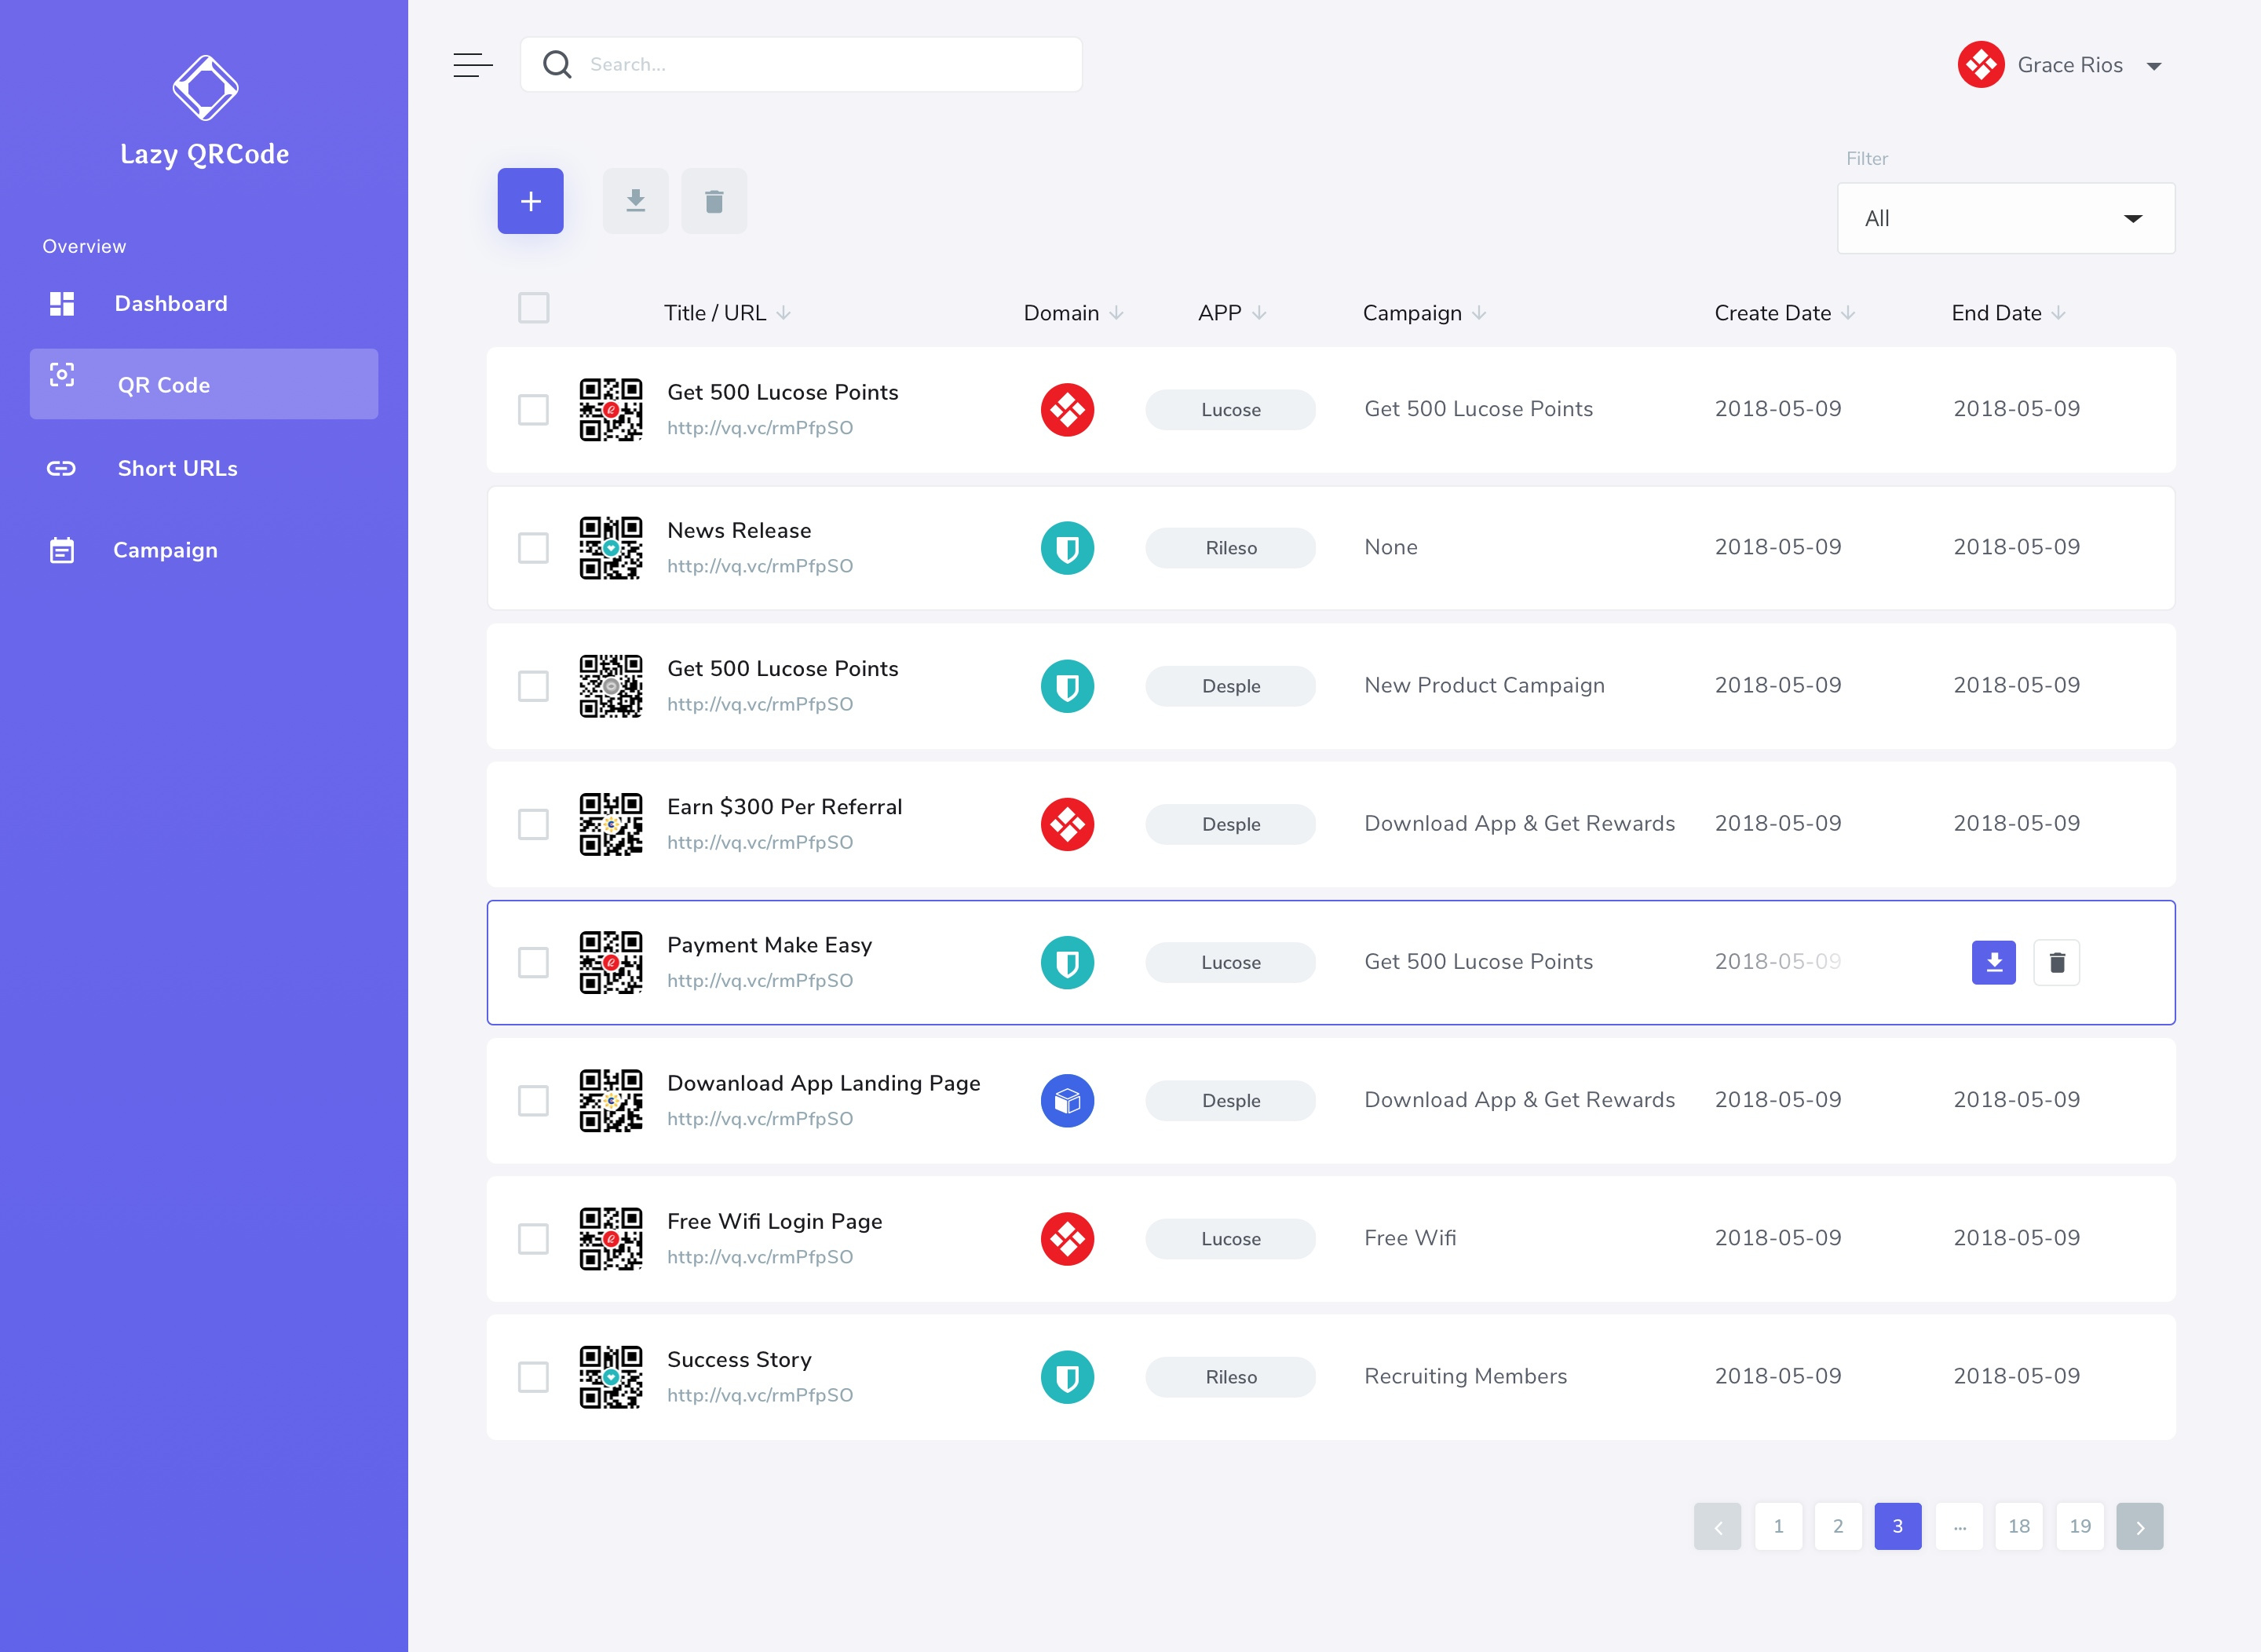 Lazy QRCode
Overview
Dashboard
QR Code
Short URLs
Campaign
Search...
Grace Rios
Filter
All
Title / URL Domain APP Campaign Create Date End Date
Get 500 Lucose Points
http://vq.vc/rmPfpSO
Lucose Get 500 Lucose Points 2018-05-09 2018-05-09
News Release
http://vq.vc/rmPfpSO
Rileso None 2018-05-09 2018-05-09
Get 500 Lucose Points
http://vq.vc/rmPfpSO
Desple New Product Campaign 2018-05-09 2018-05-09
Earn $300 Per Referral
http://vq.vc/rmPfpSO
Desple Download App & Get Rewards 2018-05-09 2018-05-09
Payment Make Easy
http://vq.vc/rmPfpSO
Lucose Get 500 Lucose Points 2018-05-09
Dowanload App Landing Page
http://vq.vc/rmPfpSO
Desple Download App & Get Rewards 2018-05-09 2018-05-09
Free Wifi Login Page
http://vq.vc/rmPfpSO
Lucose Free Wifi 2018-05-09 2018-05-09
Success Story
http://vq.vc/rmPfpSO
Rileso Recruiting Members 2018-05-09 2018-05-09
1 2 3 ... 18 19